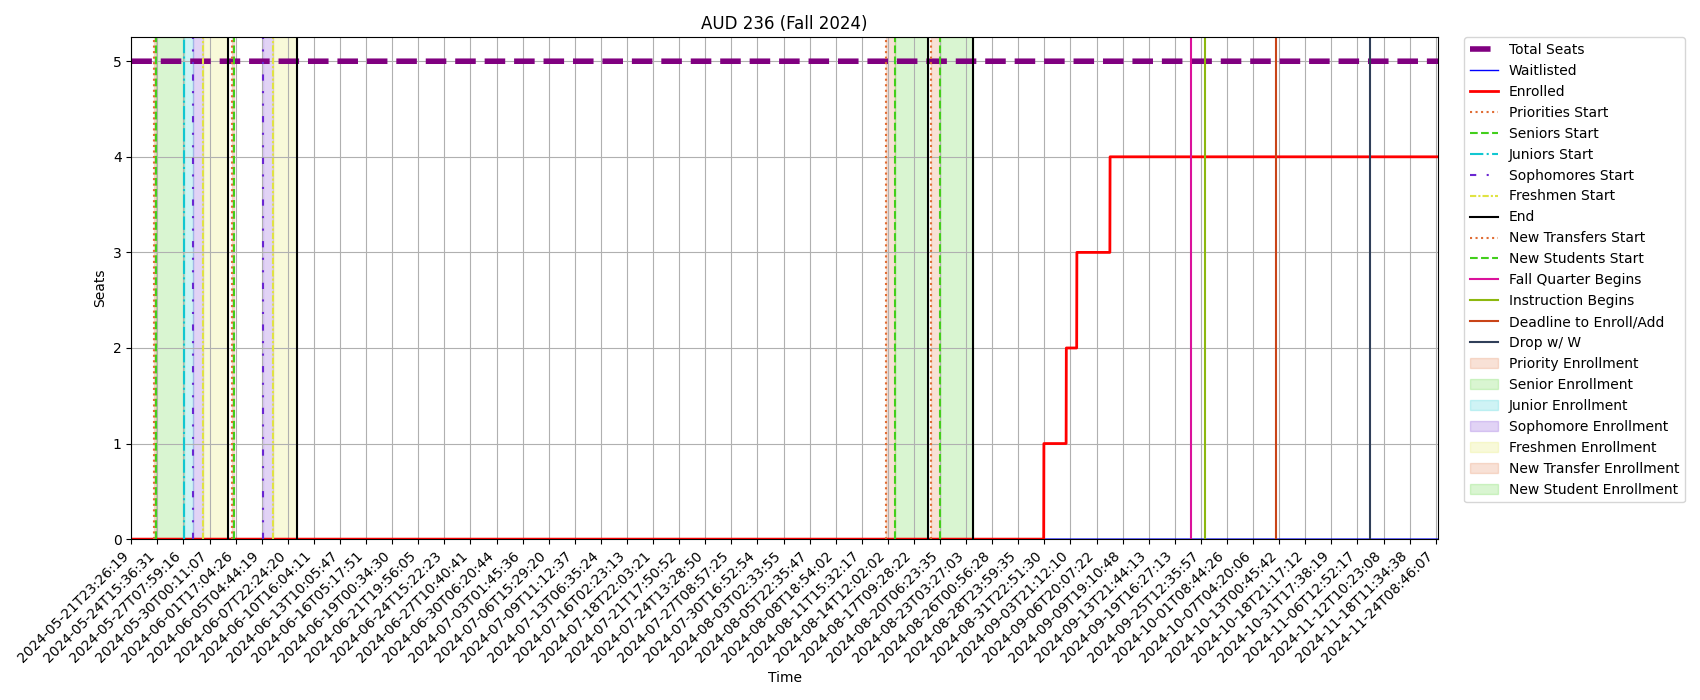 AUD 236 (Fall 2024)
Seats
5
4
3
2
1
0
2024-05-21T23:26:19
2024-05-24T15:36:31
2024-05-27T07:59:16
2024-05-30T00:11:07
2024-06-01T17:04:26
2024-06-05T04:44:19
2024-06-07T22:24:20
2024-06-10T16:04:11
2024-06-13T10:05:47
2024-06-16T05:17:51
2024-06-19T00:34:30
2024-06-21T19:56:05
2024-06-24T15:22:23
2024-06-27T10:40:41
2024-06-30T06:20:44
2024-07-03T01:45:36
2024-07-06T15:29:20
2024-07-09T11:12:37
2024-07-13T06:35:24
2024-07-16T02:23:13
2024-07-18T22:03:21
2024-07-21T17:50:52
2024-07-24T13:28:50
2024-07-27T08:57:25
2024-07-30T16:52:54
2024-08-03T02:33:55
2024-08-05T22:35:47
2024-08-08T18:54:02
2024-08-11T15:32:17
2024-08-14T12:02:02
2024-08-17T09:28:22
2024-08-20T06:23:35
2024-08-23T03:27:03
2024-08-26T00:56:28
2024-08-28T23:59:35
2024-08-31T22:51:30
2024-09-03T21:12:10
2024-09-06T20:07:22
2024-09-09T19:10:48
2024-09-13T21:44:13
2024-09-19T16:27:13
2024-09-25T12:35:57
2024-10-01T08:44:26
2024-10-07T04:20:06
2024-10-13T00:45:42
2024-10-18T21:17:12
2024-10-31T17:38:19
2024-11-06T12:52:17
2024-11-12T10:23:08
2024-11-18T11:34:38
2024-11-24T08:46:07
Time
Total Seats
Waitlisted
Enrolled
Priorities Start
Seniors Start
Juniors Start
Sophomores Start
Freshmen Start
End
New Transfers Start
New Students Start
Fall Quarter Begins
Instruction Begins
Deadline to Enroll/Add
Drop w/ W
Priority Enrollment
Senior Enrollment
Junior Enrollment
Sophomore Enrollment
Freshmen Enrollment
New Transfer Enrollment
New Student Enrollment